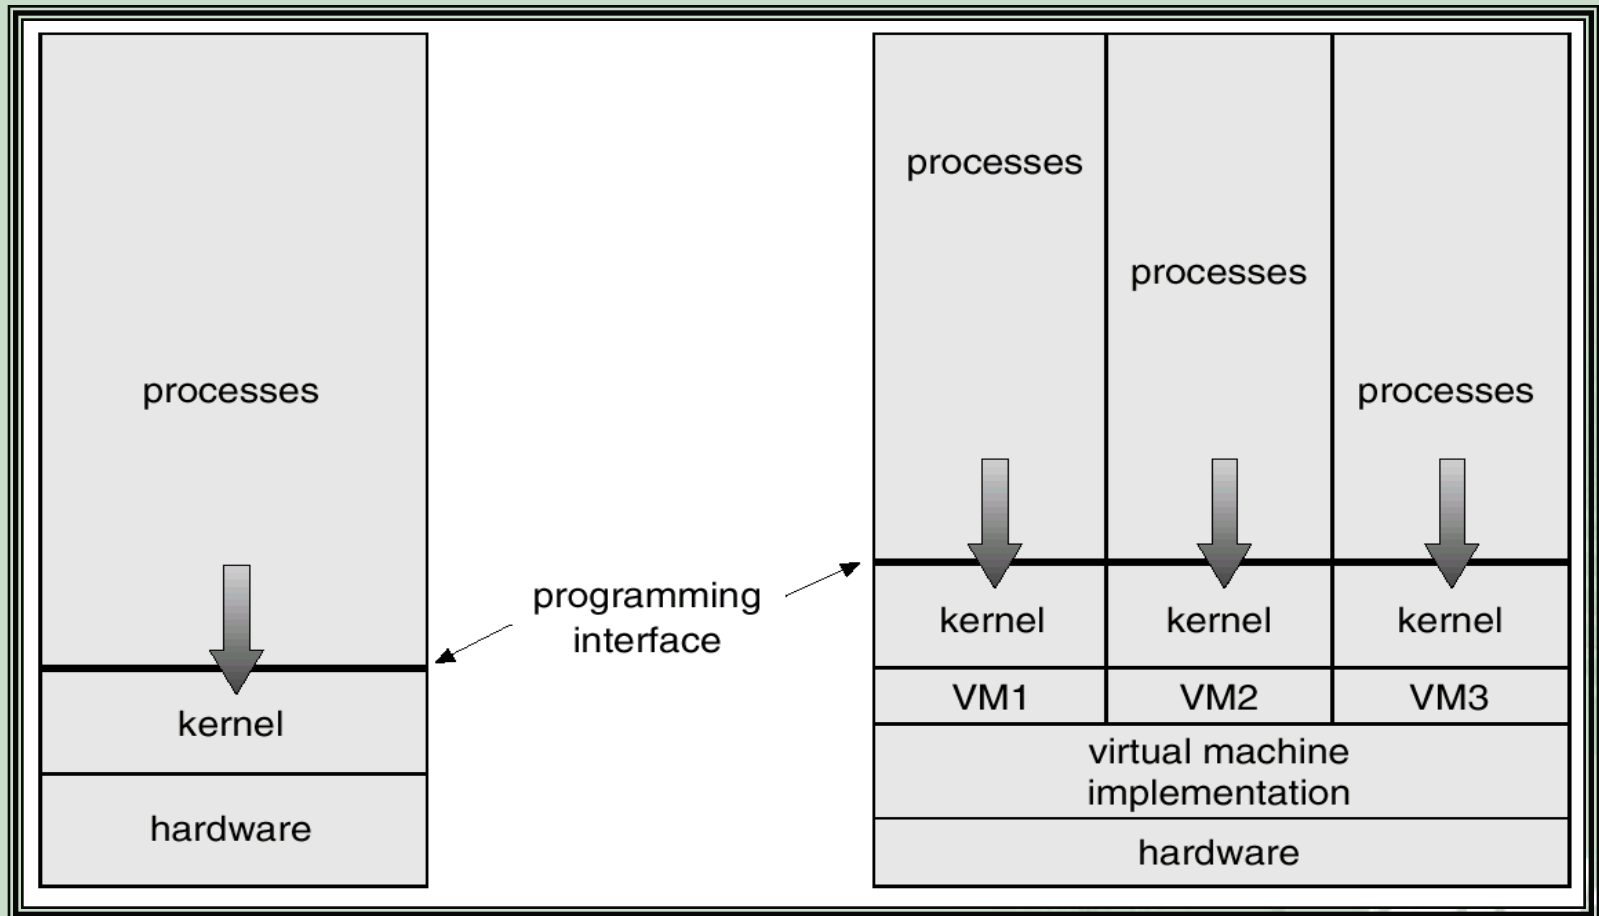 processes
kernel
hardware
programming
interface
processes
processes
processes
kernel
kernel
kernel
VM1
VM2
VM3
virtual machine
implementation
hardware